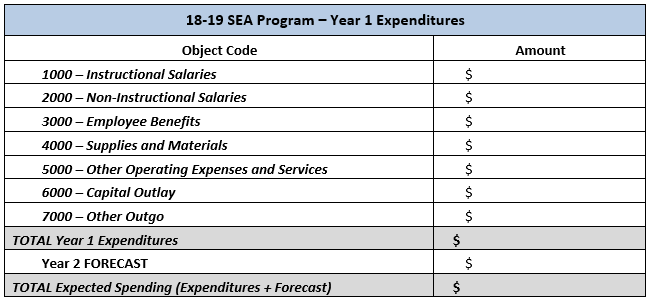 18-19 SEA Program – Year 1 Expenditures
Object Code Amount
1000 – Instructional Salaries $
2000 – Non-Instructional Salaries $
3000 – Employee Benefits $
4000 – Supplies and Materials $
5000 – Other Operating Expenses and Services $
6000 – Capital Outlay $
7000 – Other Outgo $
TOTAL Year 1 Expenditures $
Year 2 FORECAST $
TOTAL Expected Spending (Expenditures + Forecast) $